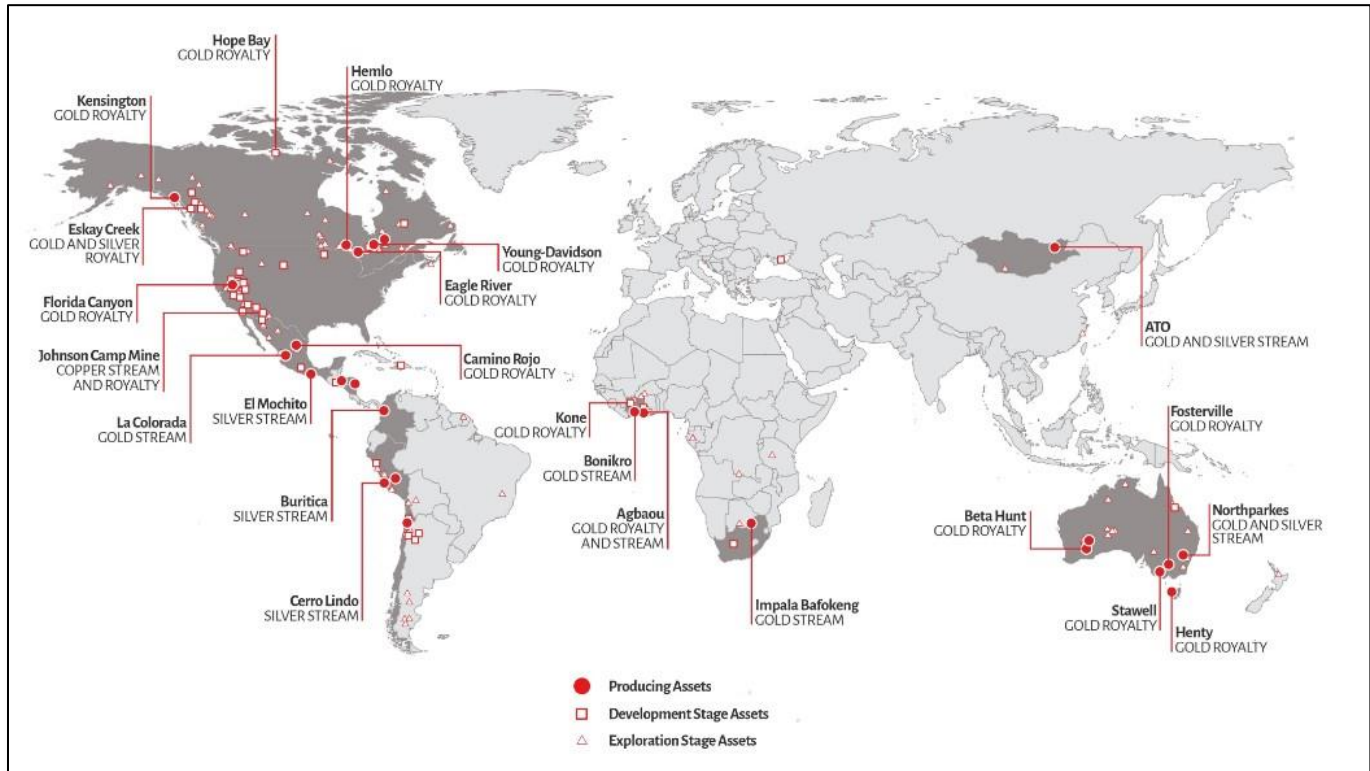 Hope Bay
GOLD ROYALTY
Hemlo
GOLD ROYALTY
Kensington
GOLD ROYALTY
Eskay Creek
GOLD AND SILVER
ROYALTY
Young-Davidson
GOLD ROYALTY
Eagle River
GOLD ROYALTY
Florida Canyon
GOLD ROYALTY
Johnson Camp Mine
COPPER STREAM
AND ROYALTY
Camino Rojo
GOLD ROYALTY
El Mochito
SILVER STREAM
La Colorada
GOLD STREAM
Buritica
SILVER STREAM
Cerro Lindo
SILVER STREAM
Kone
GOLD ROYALTY
Bonikro
GOLD STREAM
Agbaou
GOLD ROYALTY
AND STREAM
Impala Bafokeng
GOLD STREAM
ATO
GOLD AND SILVER STREAM
Fosterville
GOLD ROYALTY
Beta Hunt
GOLD ROYALTY
Northparkes
GOLD AND SILVER
STREAM
Stawell
GOLD ROYALTY
Henty
GOLD ROYALTY
Producing Assets
Development Stage Assets
Exploration Stage Assets